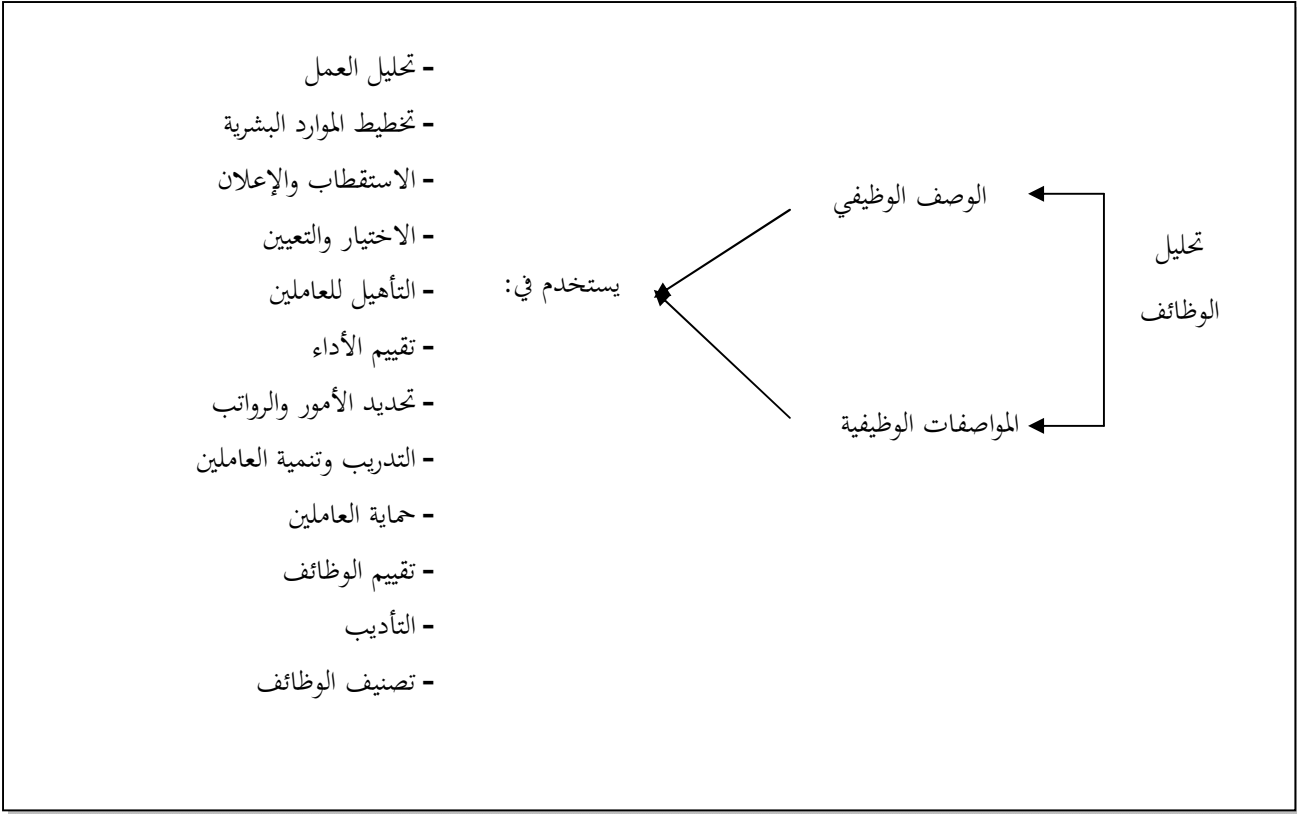 تحليل
الوظائف
الوصف الوظيفي
المواصفات الوظيفية
يستخدم في:
- تحليل العمل
- تخطيط الموارد البشرية
- الاستقطاب والإعلان
- الاختيار والتعيين
- التأهيل للعاملين
- تقييم الأداء
- تحديد الأمور والرواتب
- التدريب وتنمية العاملين
- حماية العاملين
- تقييم الوظائف
- التأديب
- تصنيف الوظائف